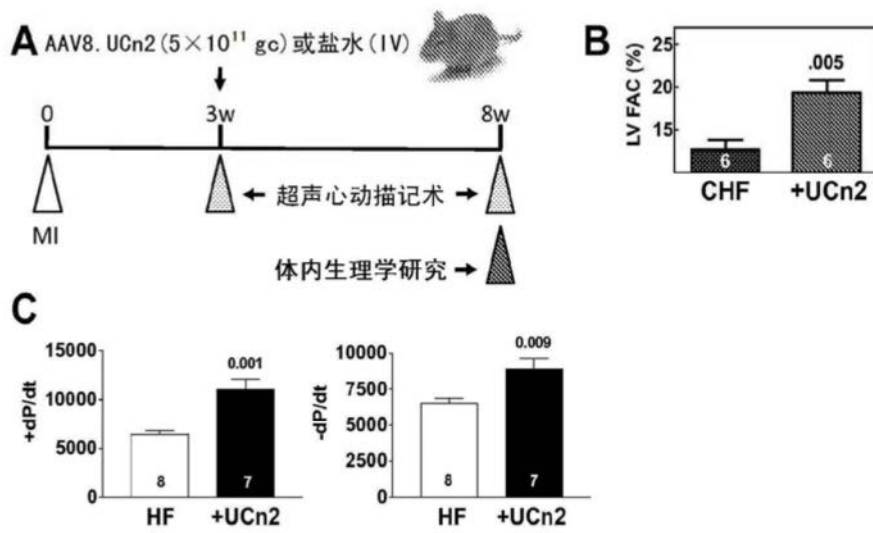 A AAV8.UCn2(5×10¹¹ gc)或盐水(IV)
0 3w 8w
超声心动描记术
MI
体内生理学研究
B
LV FAC (%)
25
20
15
.005
6 6
CHF +UCn2
C
+dP/dt
15000
10000
5000
0
0.001
8 7
HF +UCn2
-dP/dt
10000
7500
5000
2500
0
0.009
8 7
HF +UCn2